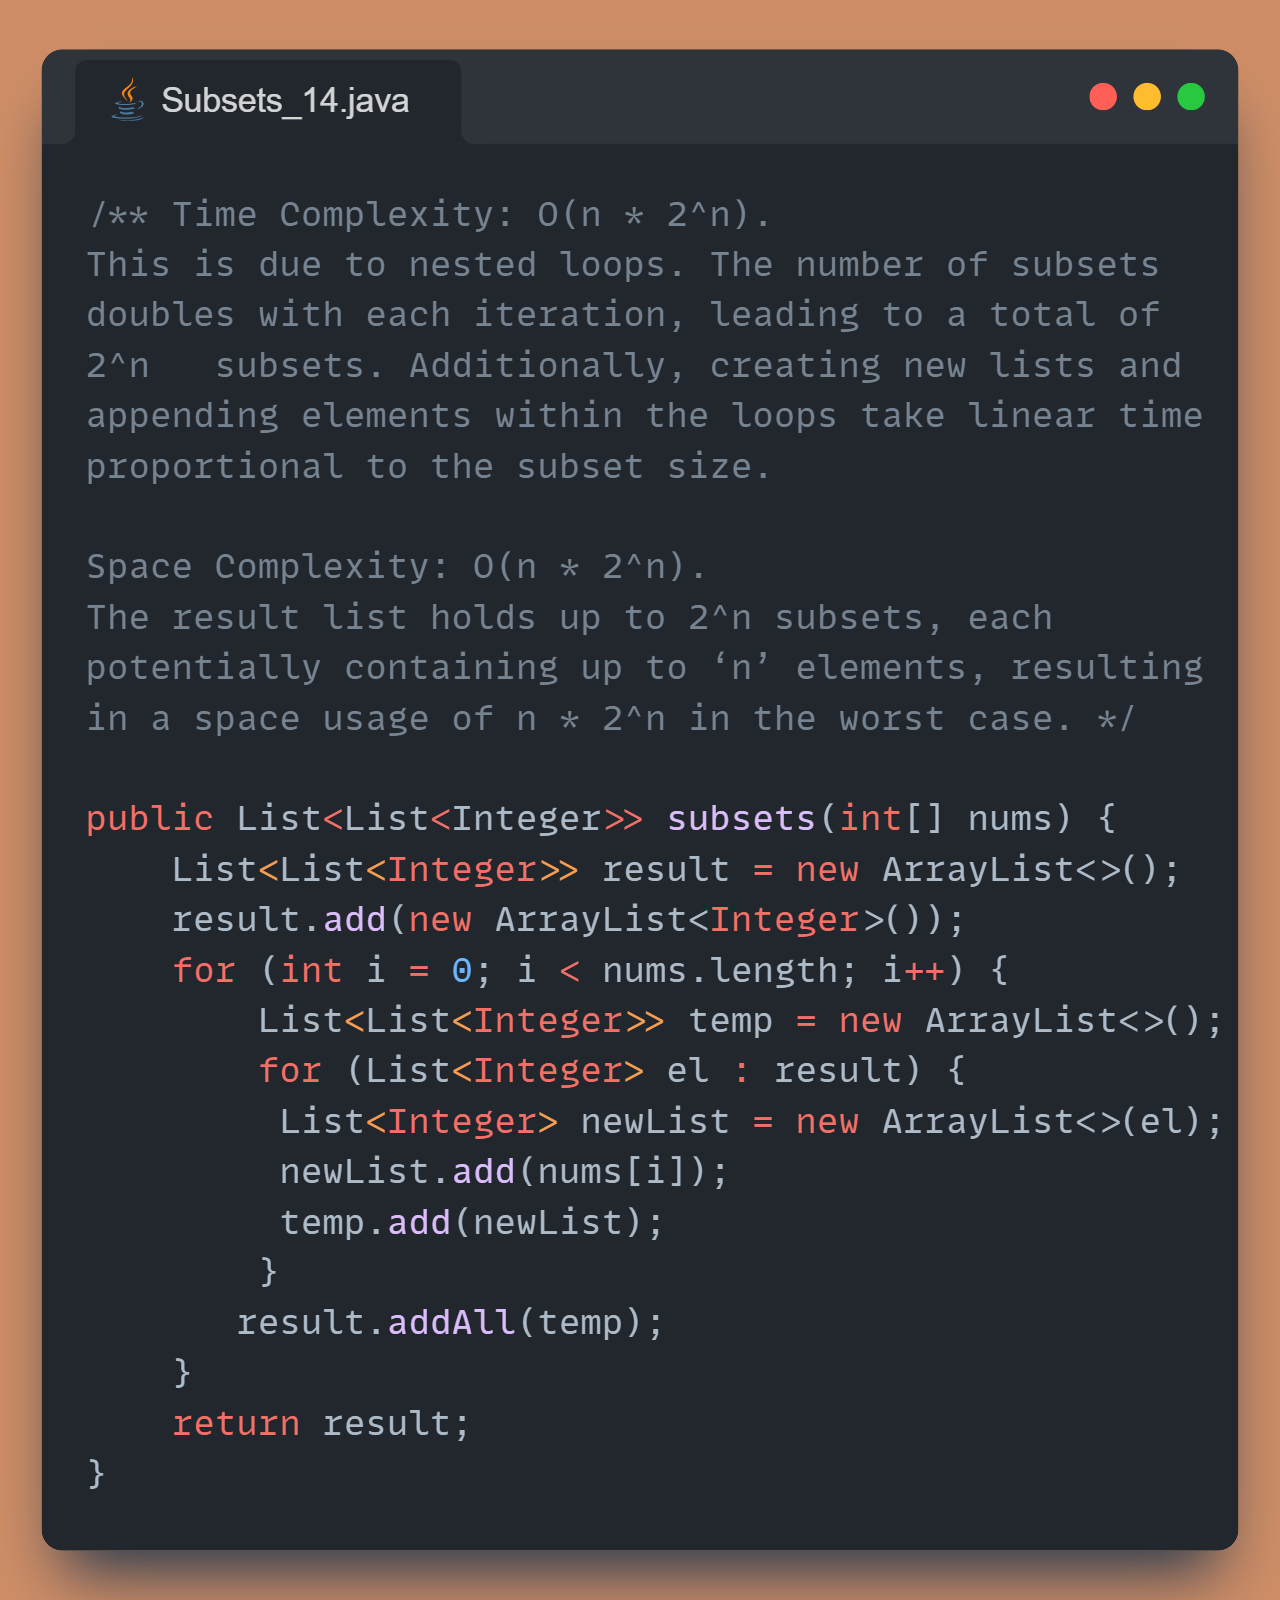 Subsets_14.java
/** Time Complexity: O(n * 2^n).
This is due to nested loops. The number of subsets
doubles with each iteration, leading to a total of
2^n   subsets. Additionally, creating new lists and
appending elements within the loops take linear time
proportional to the subset size.

Space Complexity: O(n * 2^n).
The result list holds up to 2^n subsets, each
potentially containing up to ‘n’ elements, resulting
in a space usage of n * 2^n in the worst case. */

public List<List<Integer>> subsets(int[] nums) {
    List<List<Integer>> result = new ArrayList<>();
    result.add(new ArrayList<Integer>());
    for (int i = 0; i < nums.length; i++) {
        List<List<Integer>> temp = new ArrayList<>();
        for (List<Integer> el : result) {
         List<Integer> newList = new ArrayList<>(el);
         newList.add(nums[i]);
         temp.add(newList);
        }
       result.addAll(temp);
    }
    return result;
}